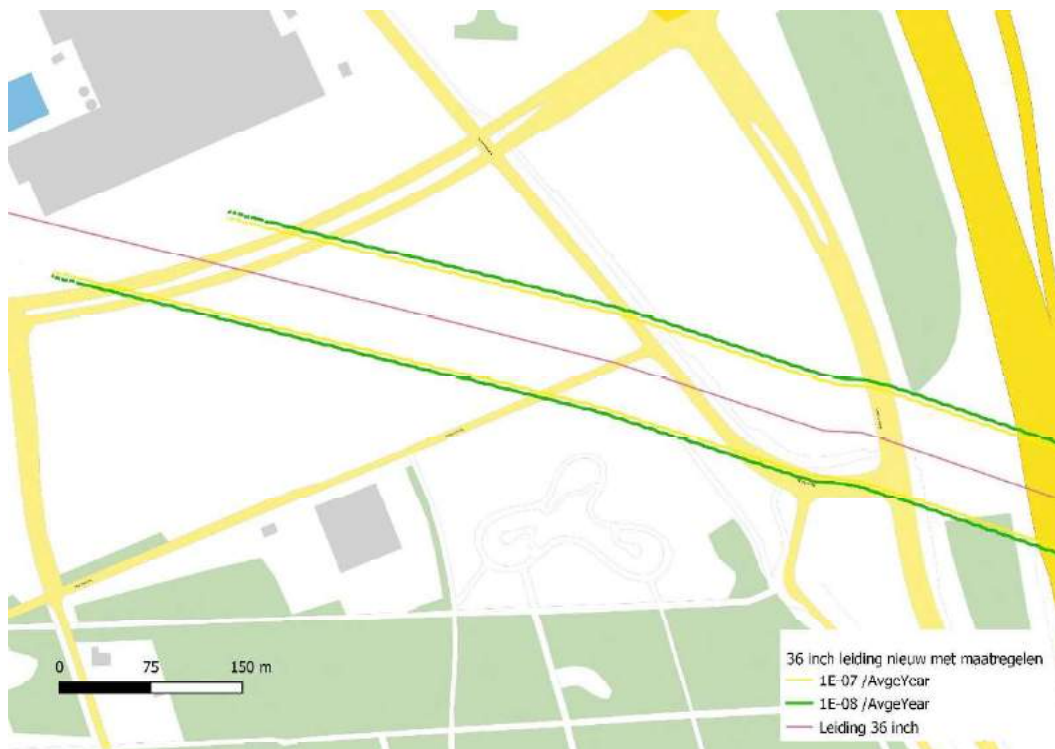 0 75 150 m
36 inch leiding nieuw met maatregelen
1E-07 /AvgeYear
1E-08 /AvgeYear
Leiding 36 inch